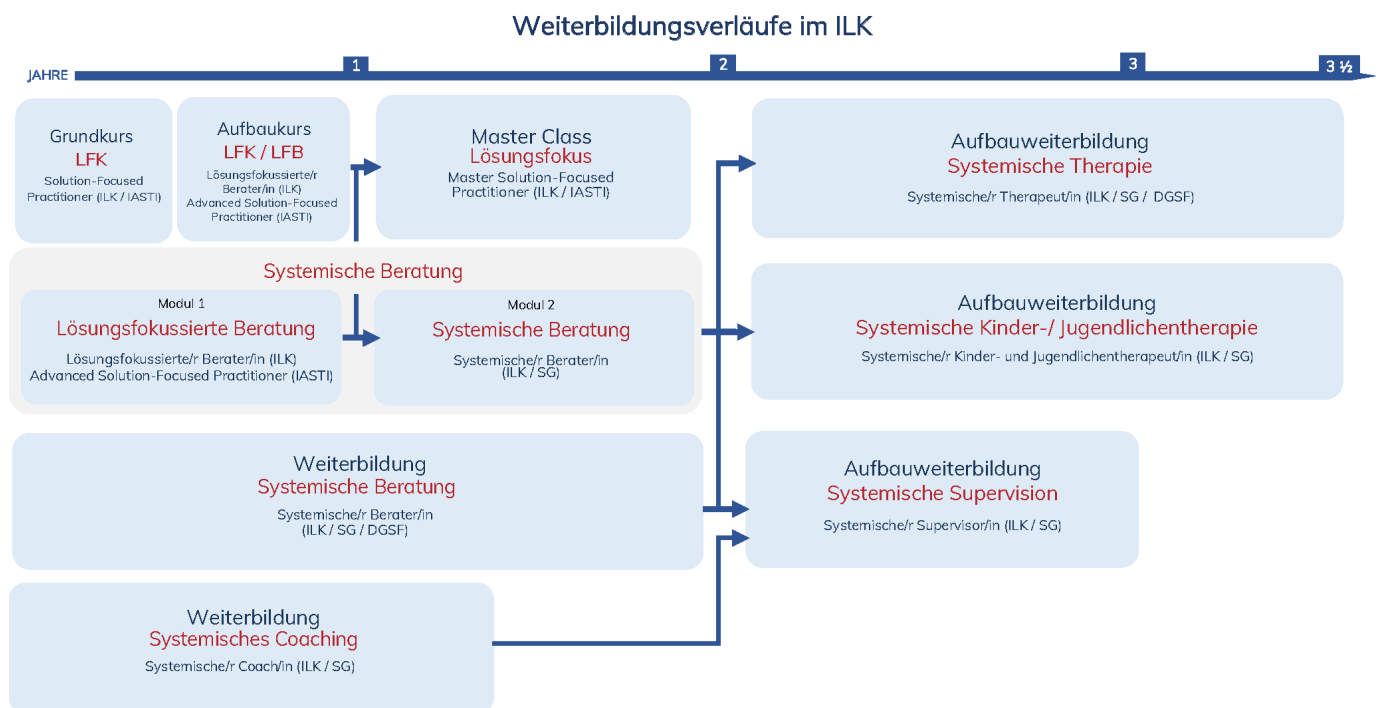 Weiterbildungsverläufe im ILK
JAHRE
1
2
3
3 ½
Grundkurs
LFK
Solution-Focused
Practitioner (ILK / IASTI)
Aufbaukurs
LFK / LFB
Lösungsfokussierte/r
Berater/in (ILK)
Advanced Solution-Focused
Practitioner (IASTI)
Master Class
Lösungsfokus
Master Solution-Focused
Practitioner (ILK / IASTI)
Aufbauweiterbildung
Systemische Therapie
Systemische/r Therapeut/in (ILK / SG / DGSF)
Systemische Beratung
Modul 1
Lösungsfokussierte Beratung
Lösungsfokussierte/r Berater/in (ILK)
Advanced Solution-Focused Practitioner (IASTI)
Modul 2
Systemische Beratung
Systemische/r Berater/in
(ILK / SG)
Aufbauweiterbildung
Systemische Kinder-/ Jugendlichentherapie
Systemische/r Kinder- und Jugendlichentherapeut/in (ILK / SG)
Weiterbildung
Systemische Beratung
Systemische/r Berater/in
(ILK / SG / DGSF)
Aufbauweiterbildung
Systemische Supervision
Systemische/r Supervisor/in (ILK / SG)
Weiterbildung
Systemisches Coaching
Systemische/r Coach/in (ILK / SG)